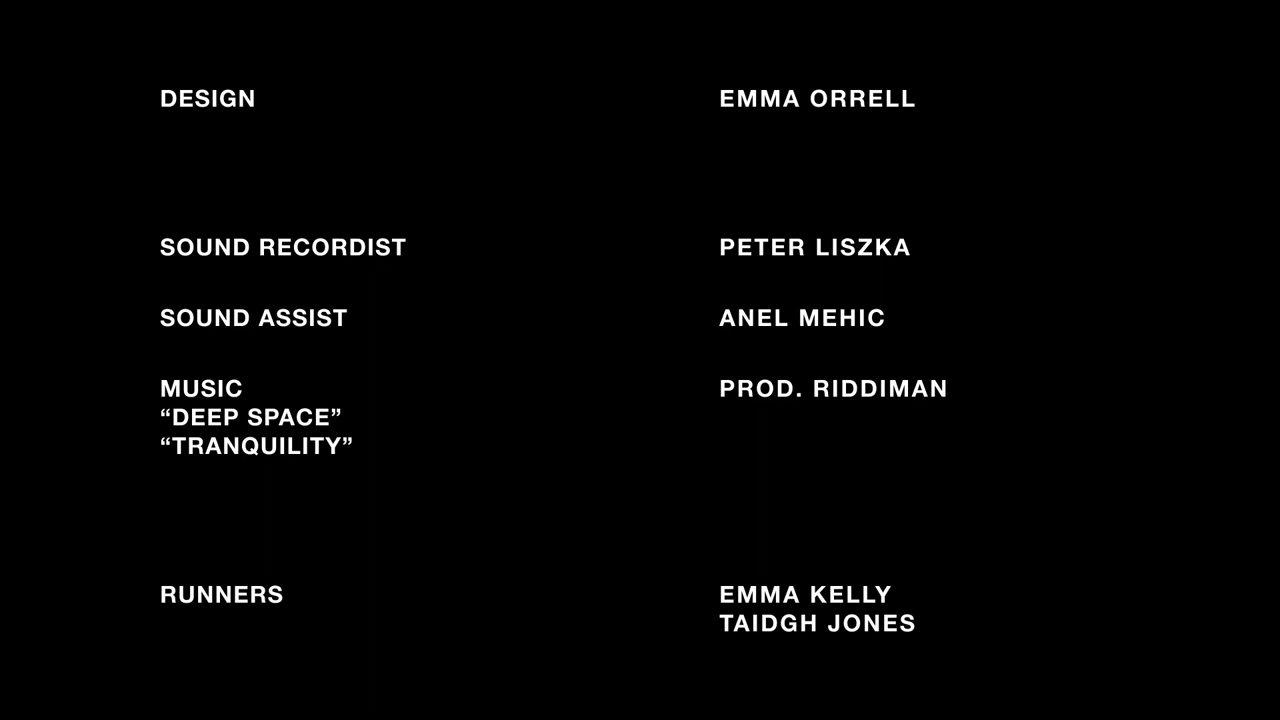 DESIGN EMMA ORRELL
SOUND RECORDIST PETER LISZKA
SOUND ASSIST ANEL MEHIC
MUSIC PROD. RIDDIMAN
“DEEP SPACE”
“TRANQUILITY”
RUNNERS EMMA KELLY
TAIDGH JONES